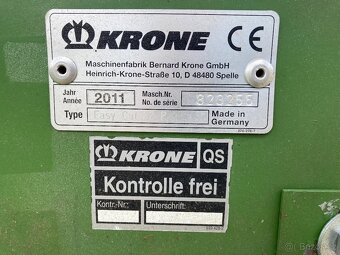 KRONE CE
Maschinenfabrik Bernard Krone GmbH
Heinrich-Krone-Straße 10, D 48480 Spelle
Jahr Année 2011 Masch.Nr. No. de série
Type Easy Made in Germany
KRONE QS
Kontrolle frei
Kontr.-Nr.: Unterschrift: